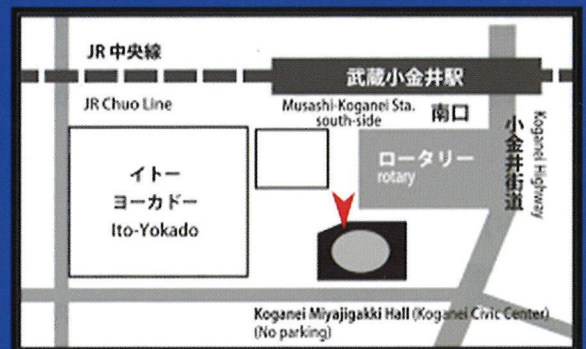 JR 中央線
武蔵小金井駅
JR Chuo Line
Musashi-Koganei Sta.
south-side
南口
小金井街道
Koganei Highway
ロータリー
rotary
イトー
ヨーカドー
Ito-Yokado
Koganei Miyajigakki Hall (Koganei Civic Center)
(No parking)